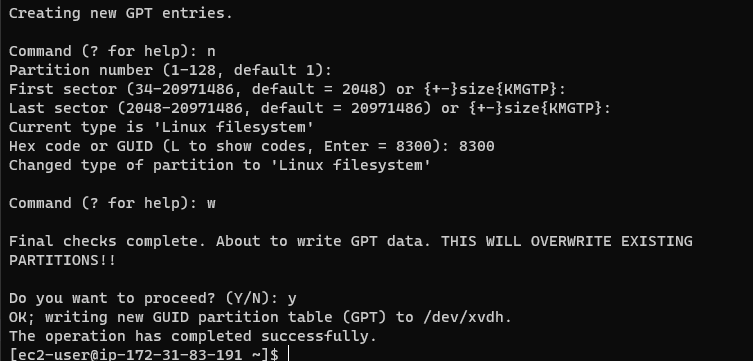 Creating new GPT entries.
Command (? for help): n
Partition number (1-128, default 1):
First sector (34-20971486, default = 2048) or {+-}size{KMGTP}:
Last sector (2048-20971486, default = 20971486) or {+-}size{KMGTP}:
Current type is 'Linux filesystem'
Hex code or GUID (L to show codes, Enter = 8300): 8300
Changed type of partition to 'Linux filesystem'
Command (? for help): w
Final checks complete. About to write GPT data. THIS WILL OVERWRITE EXISTING
PARTITIONS!!
Do you want to proceed? (Y/N): y
OK; writing new GUID partition table (GPT) to /dev/xvdh.
The operation has completed successfully.
[ec2-user@ip-172-31-83-191 ~]$